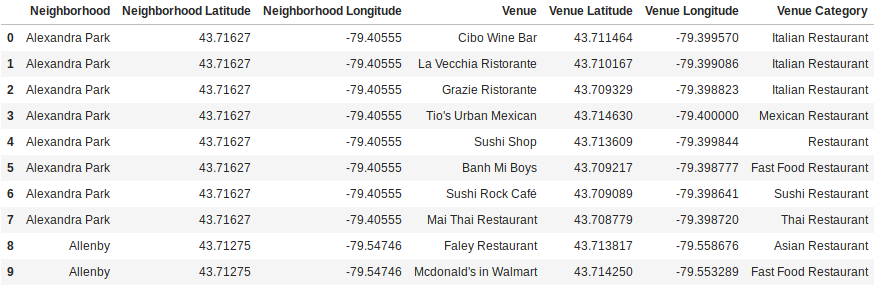 Neighborhood Neighborhood Latitude Neighborhood Longitude Venue Venue Latitude Venue Longitude Venue Category
0 Alexandra Park 43.71627 -79.40555 Cibo Wine Bar 43.711464 -79.399570 Italian Restaurant
1 Alexandra Park 43.71627 -79.40555 La Vecchia Ristorante 43.710167 -79.399086 Italian Restaurant
2 Alexandra Park 43.71627 -79.40555 Grazie Ristorante 43.709329 -79.398823 Italian Restaurant
3 Alexandra Park 43.71627 -79.40555 Tio's Urban Mexican 43.714630 -79.400000 Mexican Restaurant
4 Alexandra Park 43.71627 -79.40555 Sushi Shop 43.713609 -79.399844 Restaurant
5 Alexandra Park 43.71627 -79.40555 Banh Mi Boys 43.709217 -79.398777 Fast Food Restaurant
6 Alexandra Park 43.71627 -79.40555 Sushi Rock Café 43.709089 -79.398641 Sushi Restaurant
7 Alexandra Park 43.71627 -79.40555 Mai Thai Restaurant 43.708779 -79.398720 Thai Restaurant
8 Allenby 43.71275 -79.54746 Faley Restaurant 43.713817 -79.558676 Asian Restaurant
9 Allenby 43.71275 -79.54746 Mcdonald's in Walmart 43.714250 -79.553289 Fast Food Restaurant